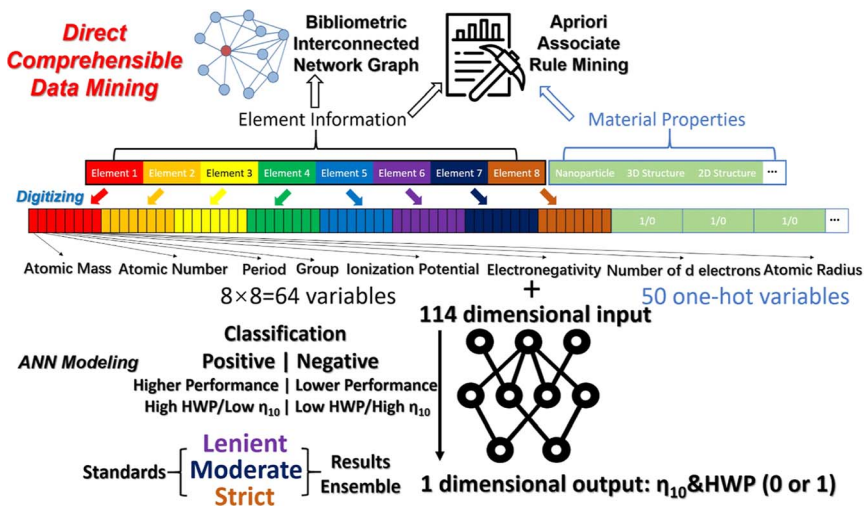 Direct
Comprehensible
Data Mining
Bibliometric
Interconnected
Network Graph
Apriori
Associate
Rule Mining
Element Information
Material Properties
Element 1 Element 2 Element 3 Element 4 Element 5 Element 6 Element 7 Element 8 Nanoparticle 3D Structure 2D Structure ...
Digitizing
1/0 1/0 1/0 ...
Atomic Mass Atomic Number Period Group Ionization Potential Electronegativity Number of d electrons Atomic Radius
8×8=64 variables + 50 one-hot variables
114 dimensional input
Classification
ANN Modeling Positive | Negative
Higher Performance | Lower Performance
High HWP/Low η10 | Low HWP/High η10
Lenient
Standards Moderate Results
Ensemble
Strict
1 dimensional output: η10&HWP (0 or 1)